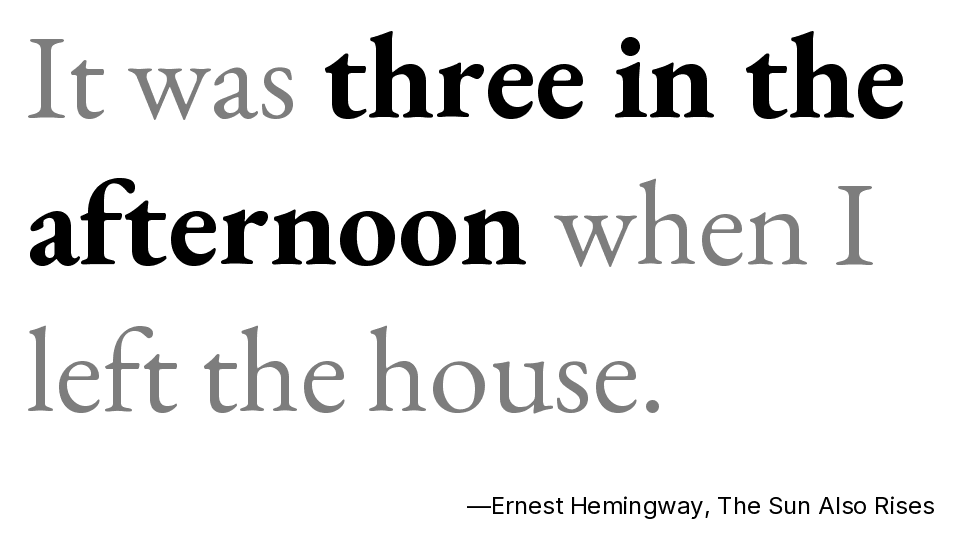 It was three in the
afternoon when I
left the house.
—Ernest Hemingway, The Sun Also Rises